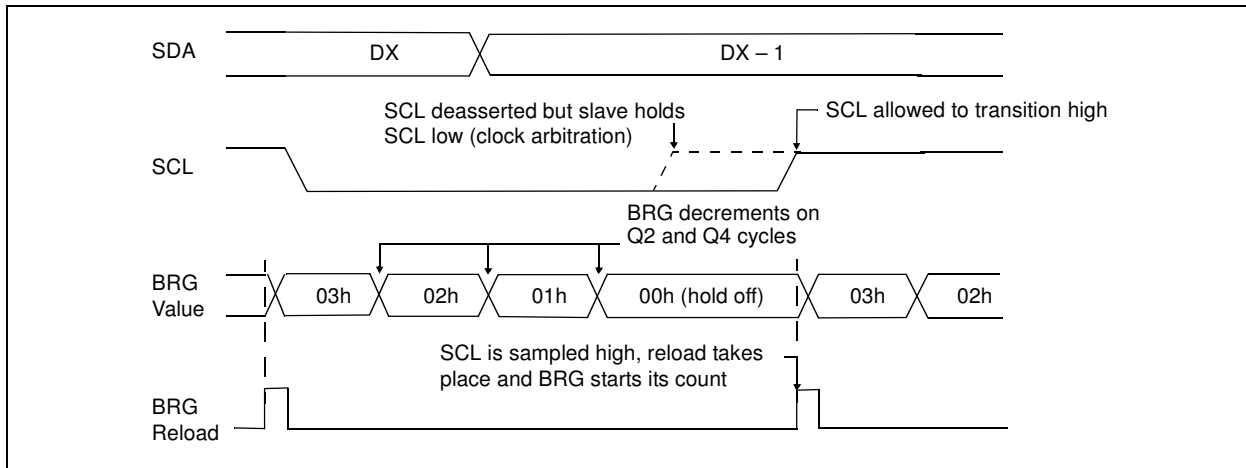 SDA
DX
DX – 1
SCL deasserted but slave holds
SCL low (clock arbitration)
SCL allowed to transition high
SCL
BRG decrements on
Q2 and Q4 cycles
BRG
Value
03h
02h
01h
00h (hold off)
03h
02h
SCL is sampled high, reload takes
place and BRG starts its count
BRG
Reload